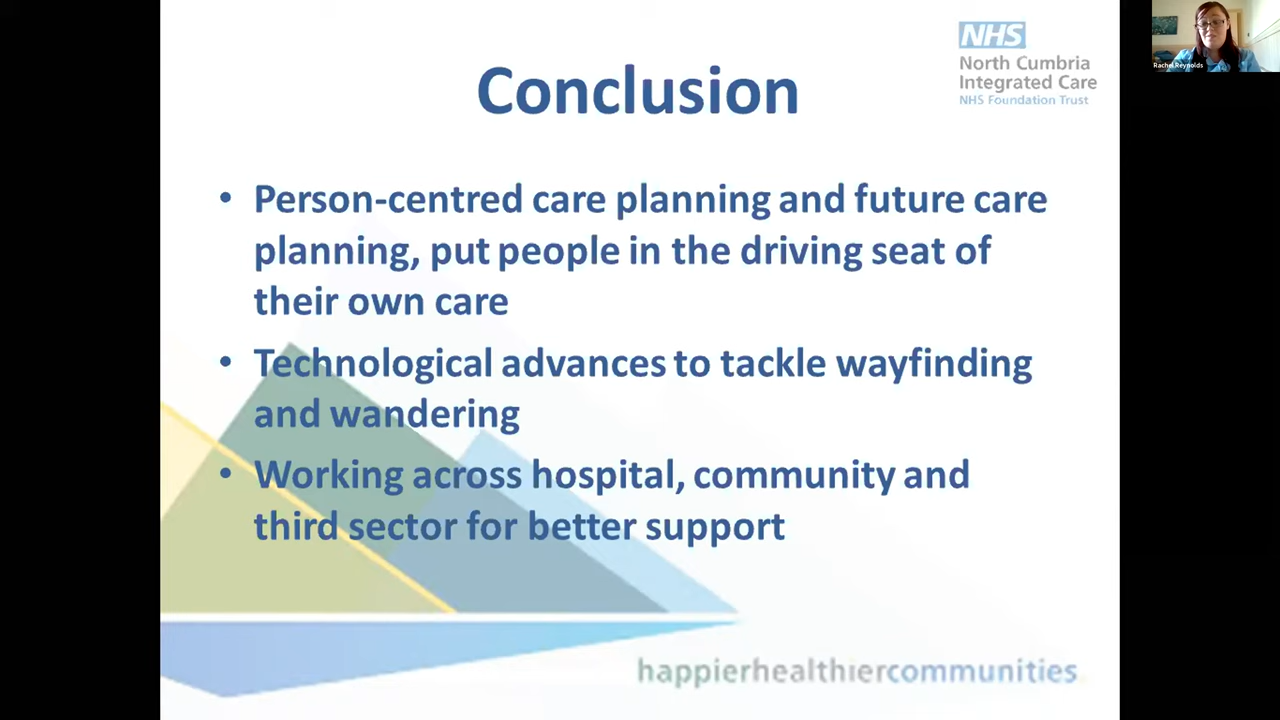 NHS
North Cumbria
Integrated Care
NHS Foundation Trust
Rachel Reynolds
Conclusion
• Person-centred care planning and future care
planning, put people in the driving seat of
their own care
• Technological advances to tackle wayfinding
and wandering
• Working across hospital, community and
third sector for better support
happierhealthiercommunities